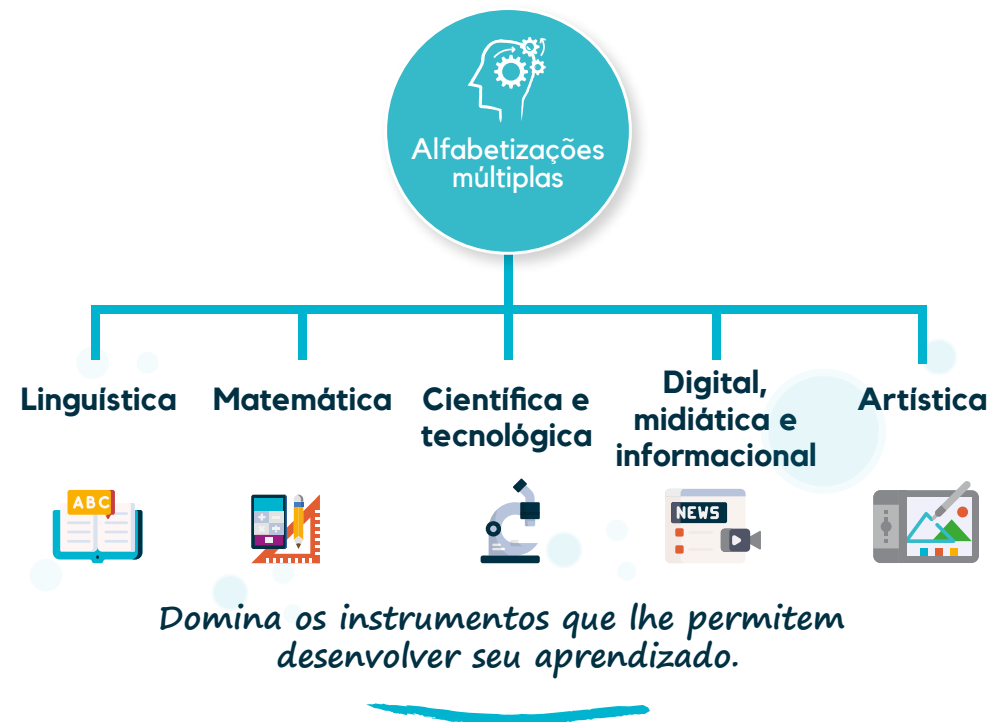 Alfabetizações
múltiplas
Linguística
Matemática
Científica e
tecnológica
Digital,
midiática e
informacional
Artística
ABC
NEWS
Domina os instrumentos que lhe permitem
desenvolver seu aprendizado.